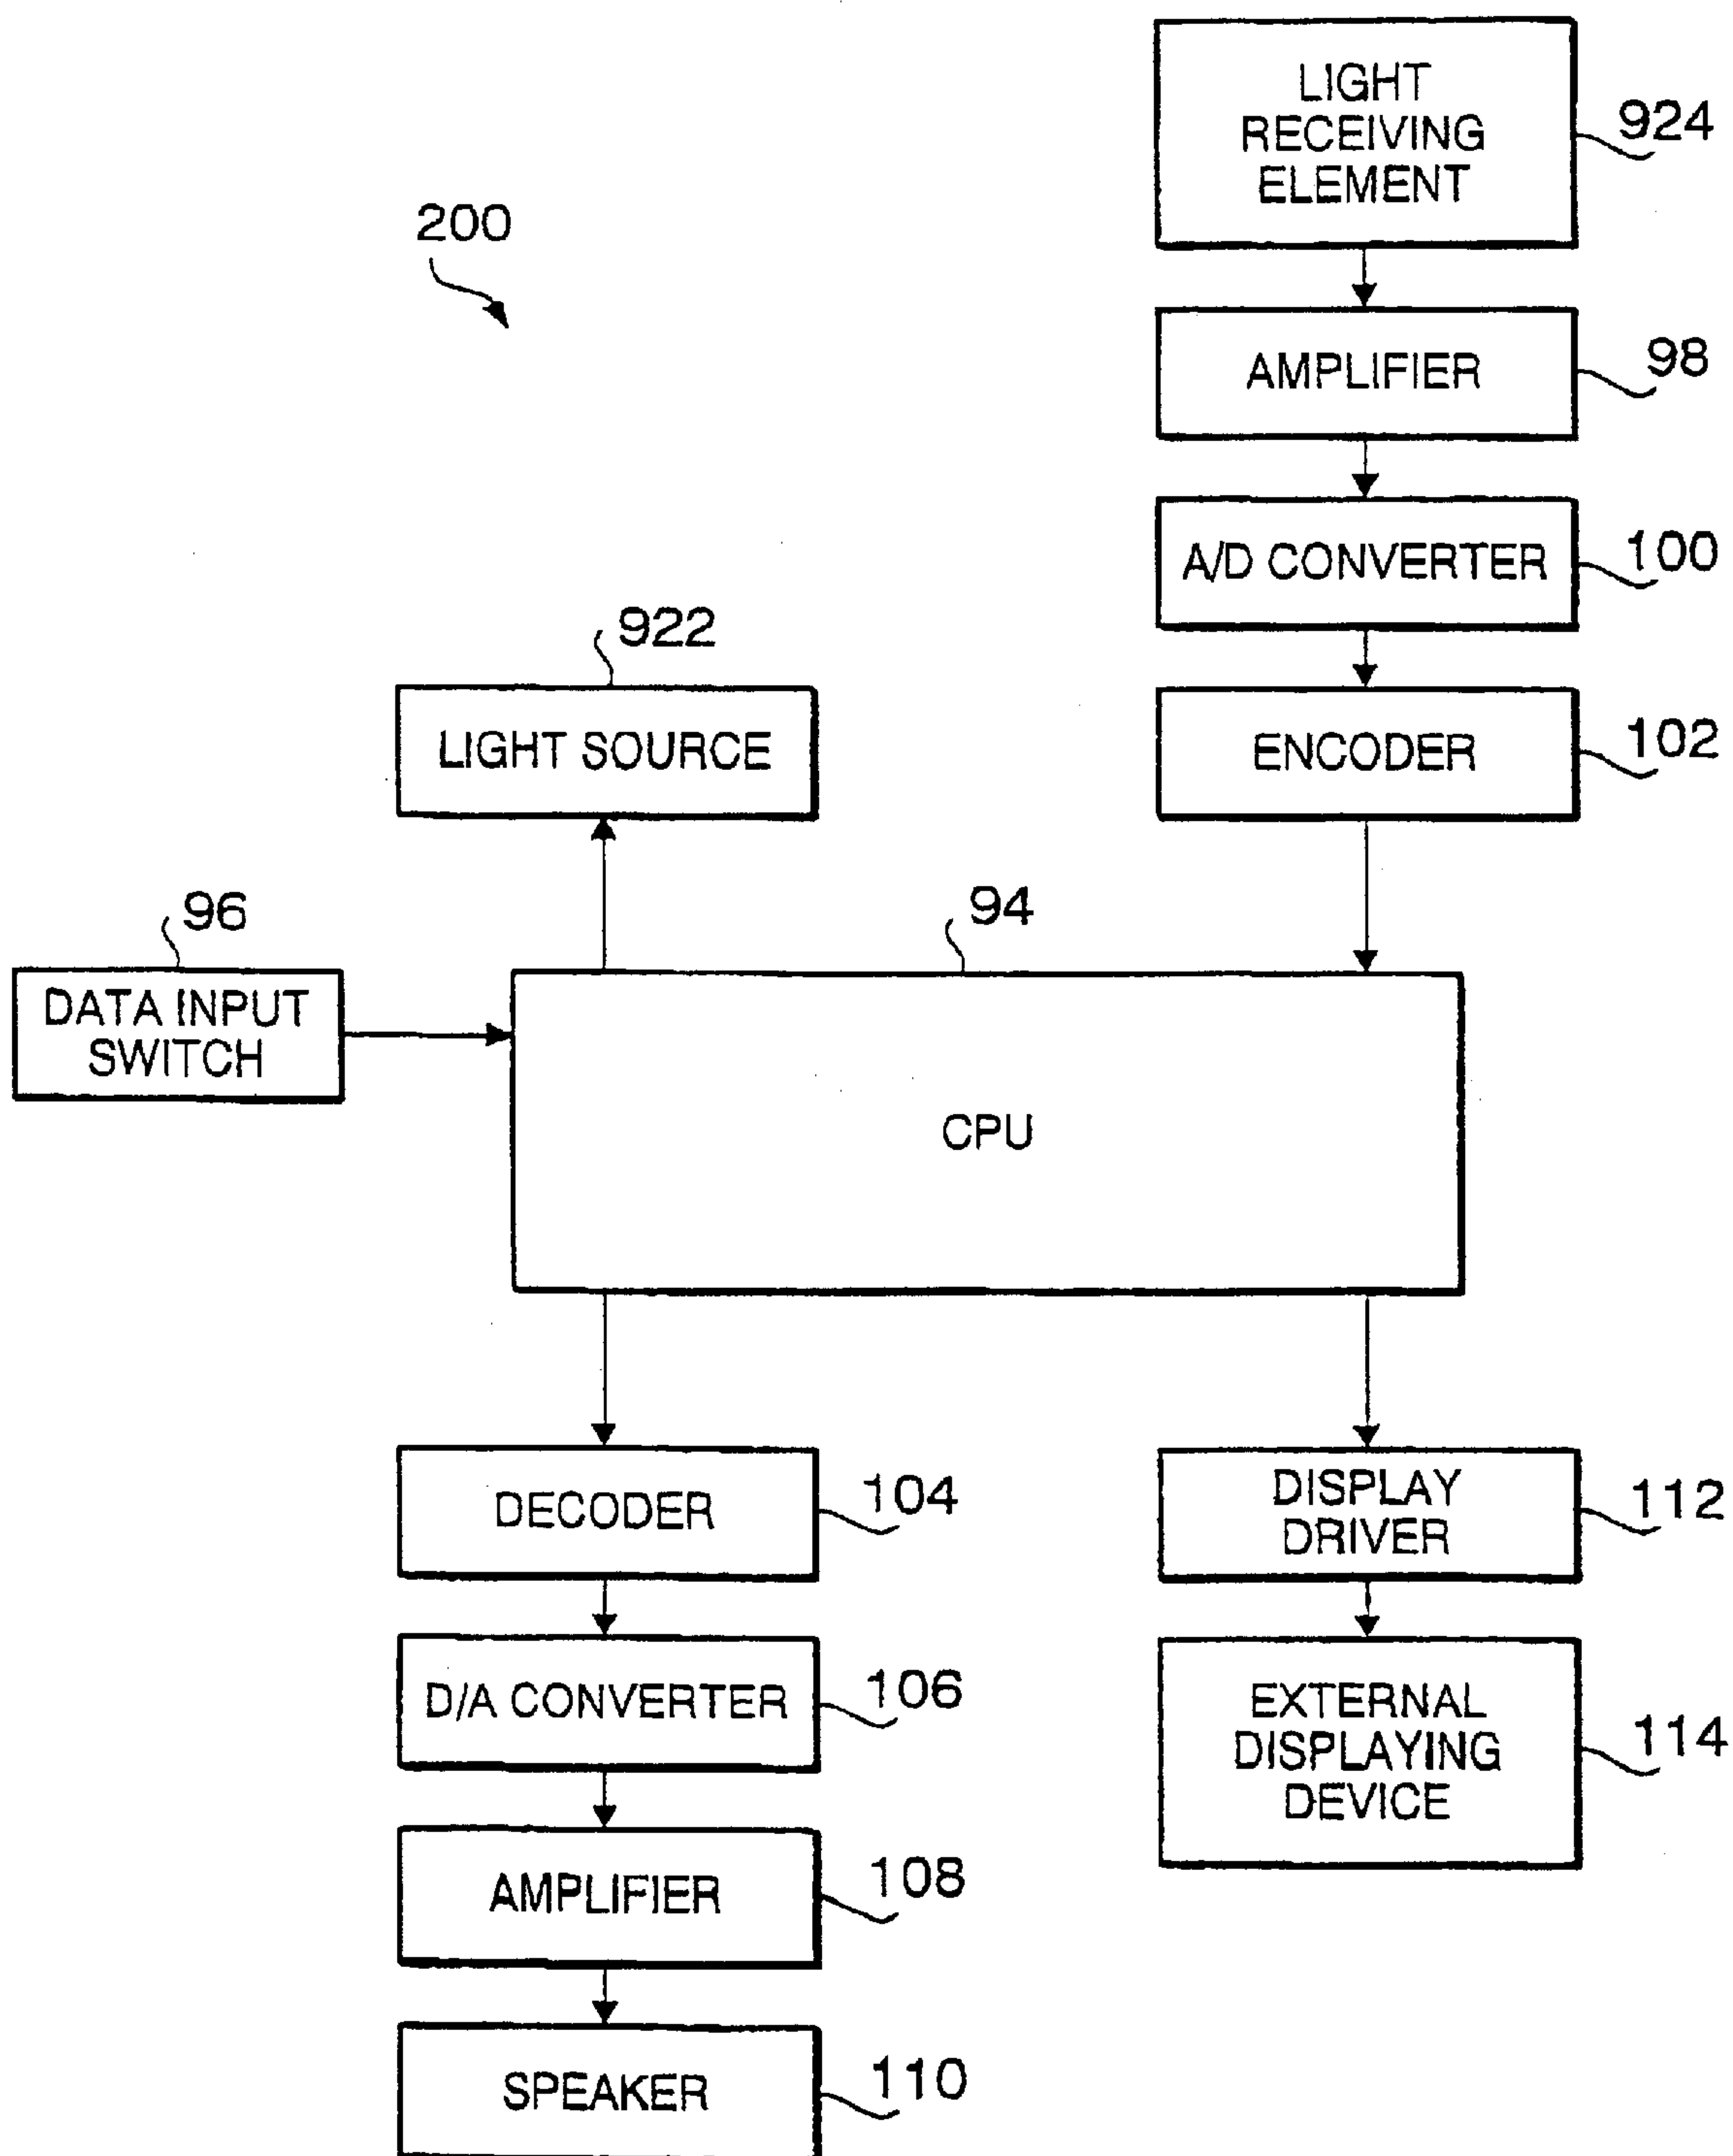 LIGHT
RECEIVING
ELEMENT
924
200
AMPLIFIER
98
A/D CONVERTER
100
922
LIGHT SOURCE
ENCODER
102
96
94
DATA INPUT
SWITCH
CPU
DECODER
104
DISPLAY
DRIVER
112
D/A CONVERTER
106
EXTERNAL
DISPLAYING
DEVICE
114
AMPLIFIER
108
SPEAKER
110